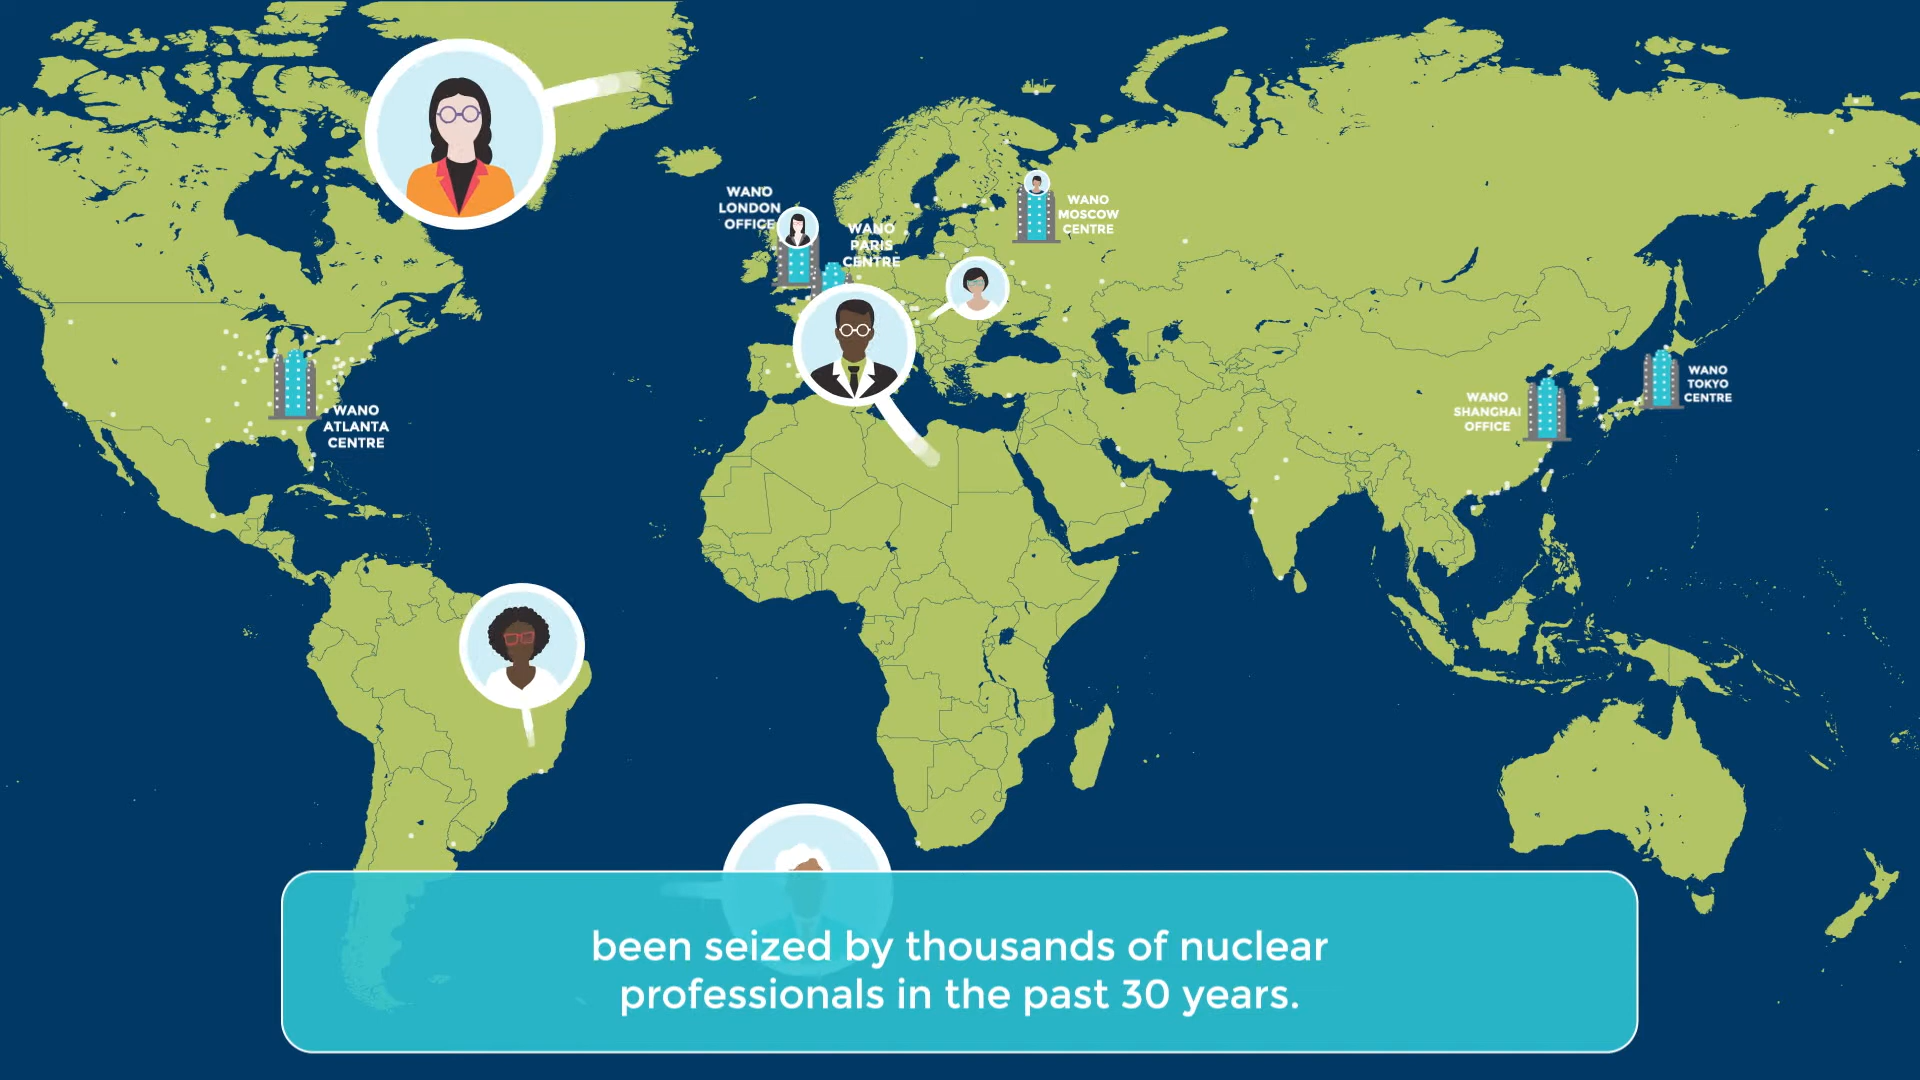 WANO
LONDON
OFFICE
WANO
PARIS
CENTRE
WANO
MOSCOW
CENTRE
WANO
ATLANTA
CENTRE
WANO
SHANGHAI
OFFICE
WANO
TOKYO
CENTRE
been seized by thousands of nuclear
professionals in the past 30 years.